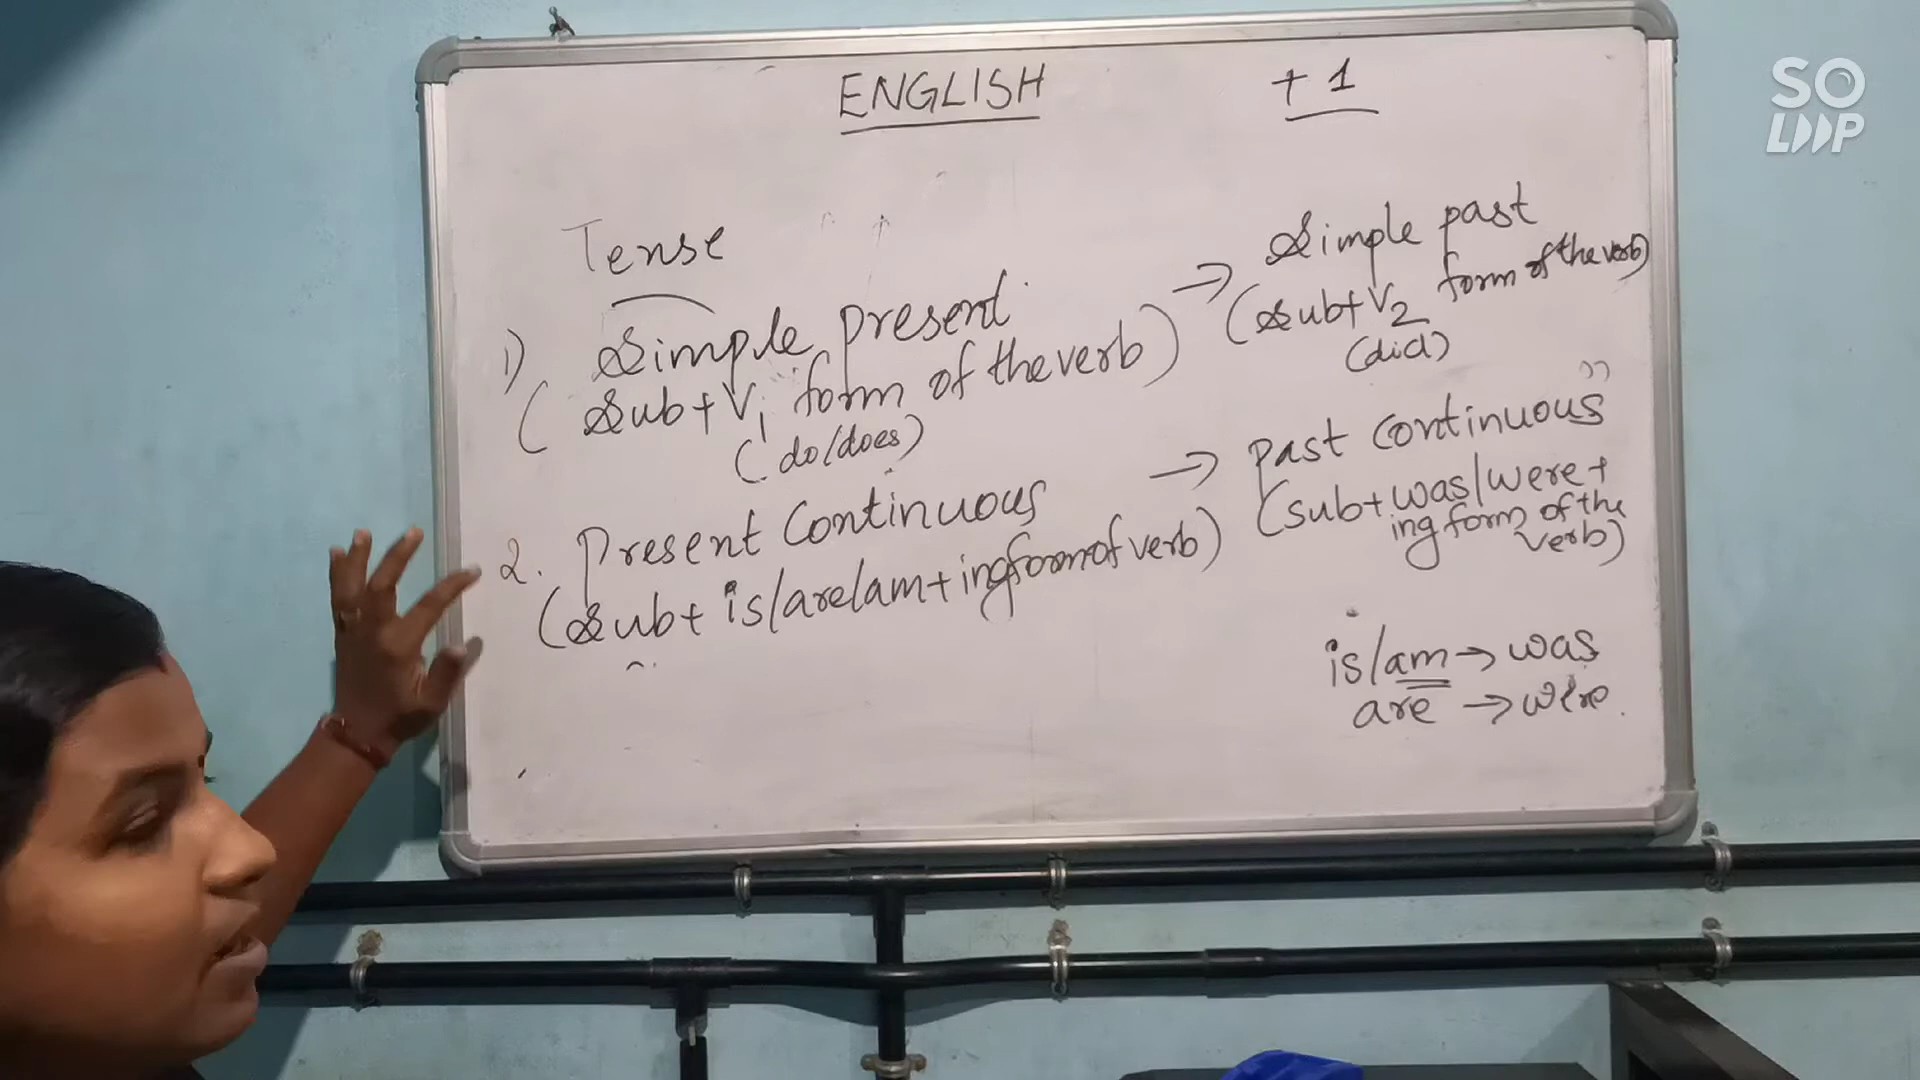 ENGLISH +1
Tense
1) Simple present
(Sub+V1 form of the verb)
(do/does)
→ Simple past
(Sub+V2 form of the verb)
(did)
2. Present Continuous
(Sub+ is/are/am+ingform of verb)
→ past continuous
(sub+was/were+
ing form of the
verb)
is/am→ was
are → were.
SO
LOOP